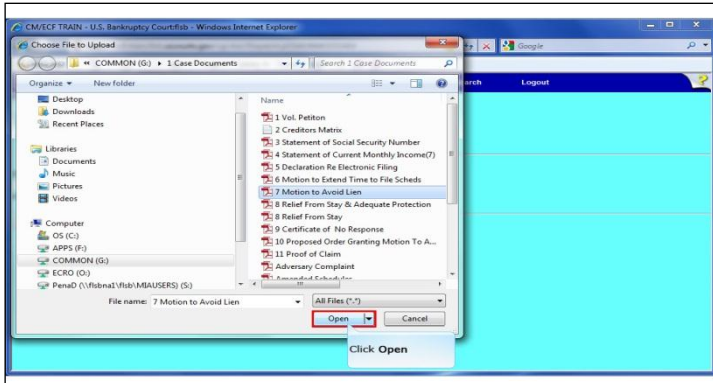 CM/ECF TRAIN - U.S. Bankruptcy Court:flsb - Windows Internet Explorer
Choose File to Upload
Google
COMMON (G:) ▸ 1 Case Documents
Search 1 Case Documents
Organize
New folder
arch
Logout
Desktop
Downloads
Recent Places
Libraries
Documents
Music
Pictures
Videos
Computer
OS (C:)
APPS (F:)
COMMON (G:)
ECRO (O:)
PenaD (\\flsbna1\flsb\MIAUSERS) (S:)
Name
1 Vol. Petiton
2 Creditors Matrix
3 Statement of Social Security Number
4 Statement of Current Monthly Income(7)
5 Declaration Re Electronic Filing
6 Motion to Extend Time to File Scheds
7 Motion to Avoid Lien
8 Relief From Stay & Adequate Protection
8 Relief From Stay
9 Certificate of No Response
10 Proposed Order Granting Motion To A...
11 Proof of Claim
Adversary Complaint
Amended Schedules
File name:
7 Motion to Avoid Lien
All Files (*.*)
Open
Cancel
Click Open